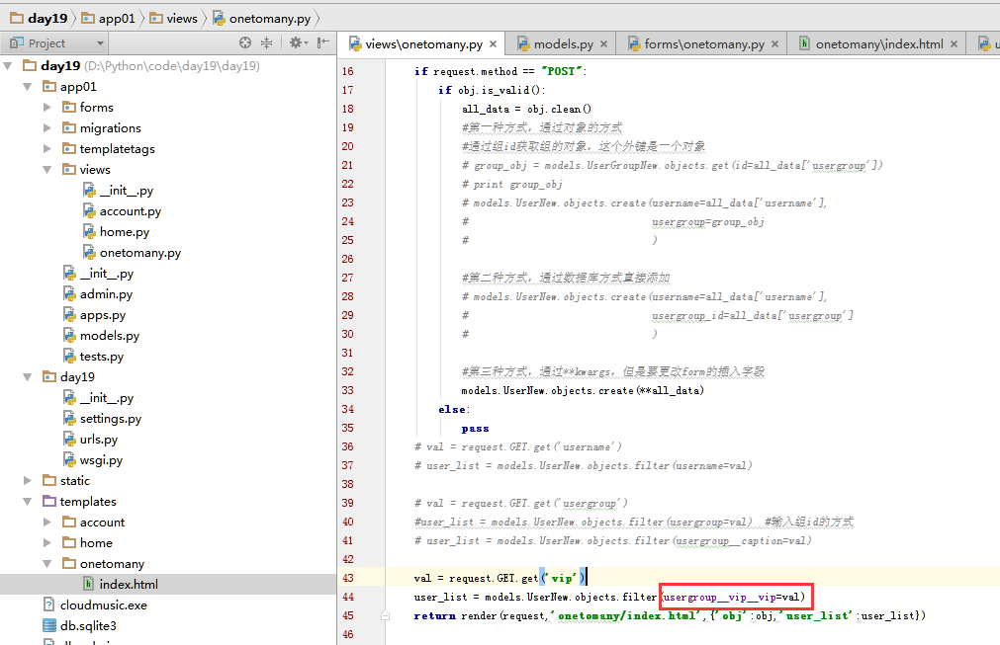 day19 app01 views onetomany.py
Project
views\onetomany.py models.py forms\onetomany.py onetomany\index.html
day19 (D:\Python\code\day19\day19)
app01
forms
migrations
templatetags
views
__init__.py
account.py
home.py
onetomany.py
__init__.py
admin.py
apps.py
models.py
tests.py
day19
__init__.py
settings.py
urls.py
wsgi.py
static
templates
account
home
onetomany
index.html
cloudmusic.exe
db.sqlite3
16 if request.method == "POST":
17 if obj.is_valid():
18 all_data = obj.clean()
19 #第一种方式，通过对象的方式
20 #通过组id获取组的对象，这个外键是一个对象
21 # group_obj = models.UserGroupNew.objects.get(id=all_data['usergroup'])
22 # print group_obj
23 # models.UserNew.objects.create(username=all_data['username'],
24 # usergroup=group_obj
25 # )
26
27 #第二种方式，通过数据库方式直接添加
28 # models.UserNew.objects.create(username=all_data['username'],
29 # usergroup_id=all_data['usergroup']
30 # )
31
32 #第三种方式，通过**kwargs，但是要更改form的插入字段
33 models.UserNew.objects.create(**all_data)
34 else:
35 pass
36 # val = request.GET.get('username')
37 # user_list = models.UserNew.objects.filter(username=val)
38
39 # val = request.GET.get('usergroup')
40 #user_list = models.UserNew.objects.filter(usergroup=val) #输入组id的方式
41 # user_list = models.UserNew.objects.filter(usergroup__caption=val)
42
43 val = request.GET.get('vip')
44 user_list = models.UserNew.objects.filter(usergroup__vip__vip=val)
45 return render(request,'onetomany/index.html',{'obj':obj,'user_list':user_list})
46